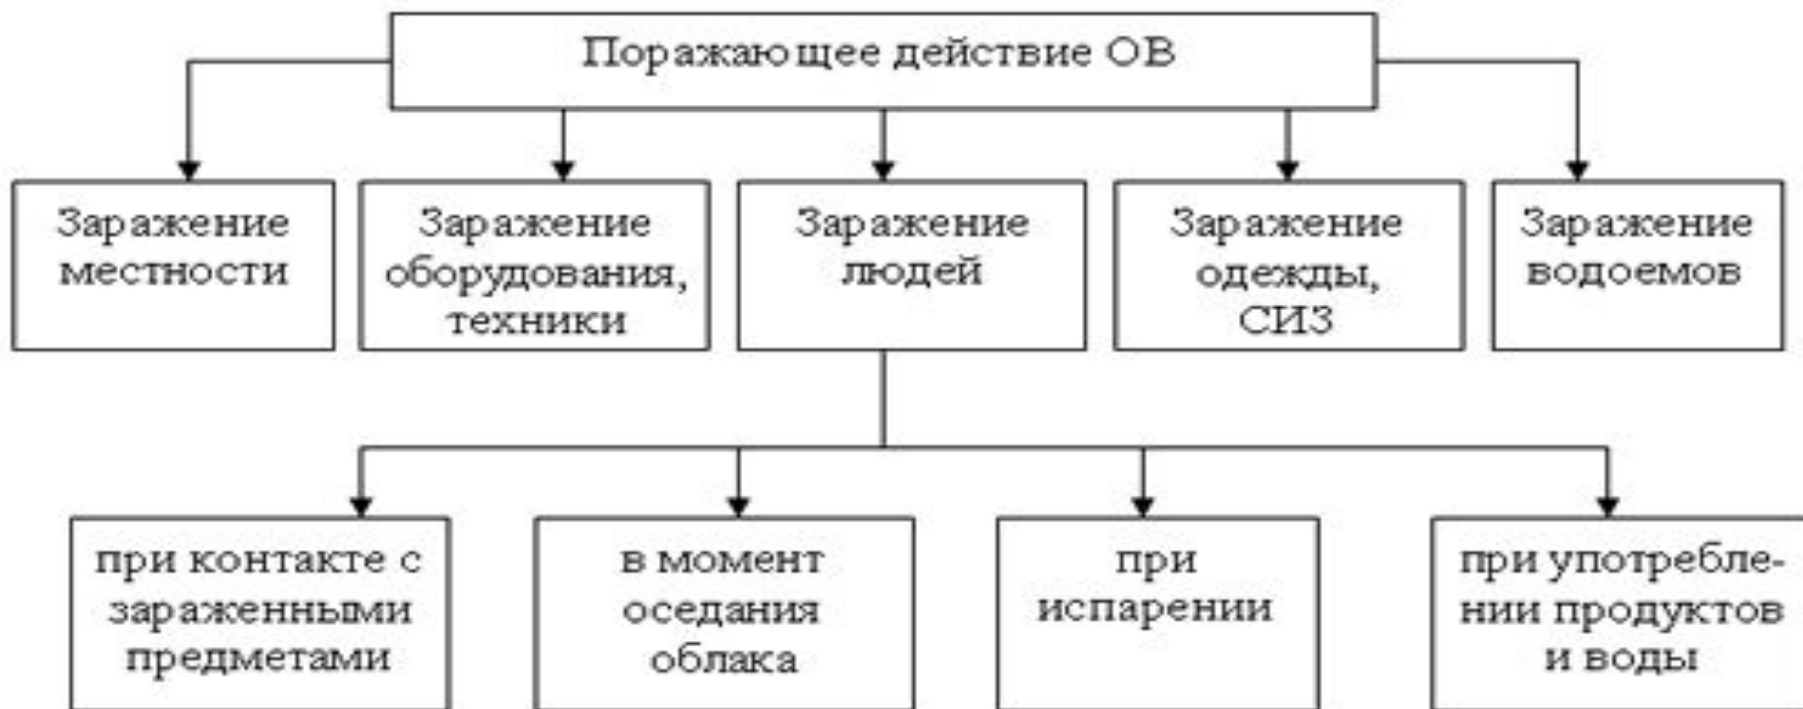 Поражающее действие ОВ
Заражение
местности
Заражение
оборудования,
техники
Заражение
людей
Заражение
одежды,
СИЗ
Заражение
водоемов
при контакте с
зараженными
предметами
в момент
оседания
облака
при
испарении
при употребле-
нии продуктов
и воды